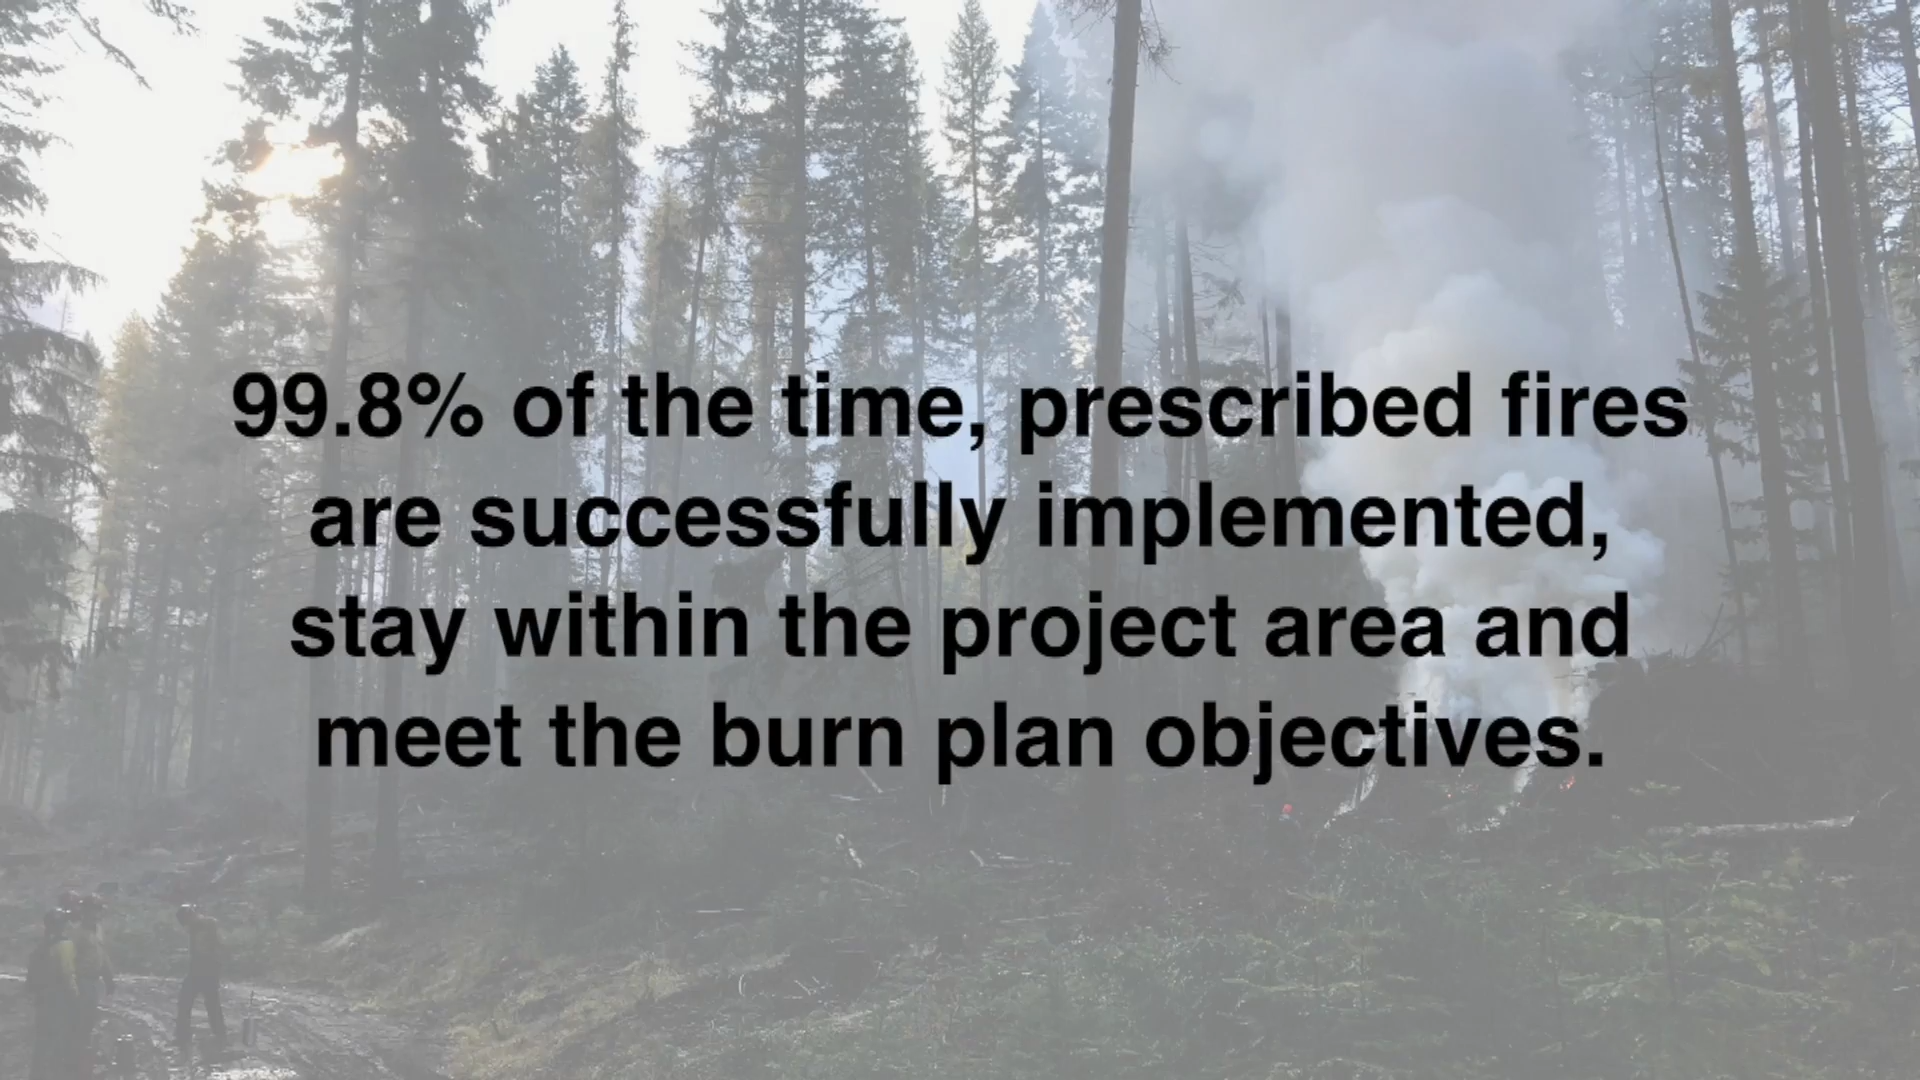 99.8% of the time, prescribed fires
are successfully implemented,
stay within the project area and
meet the burn plan objectives.